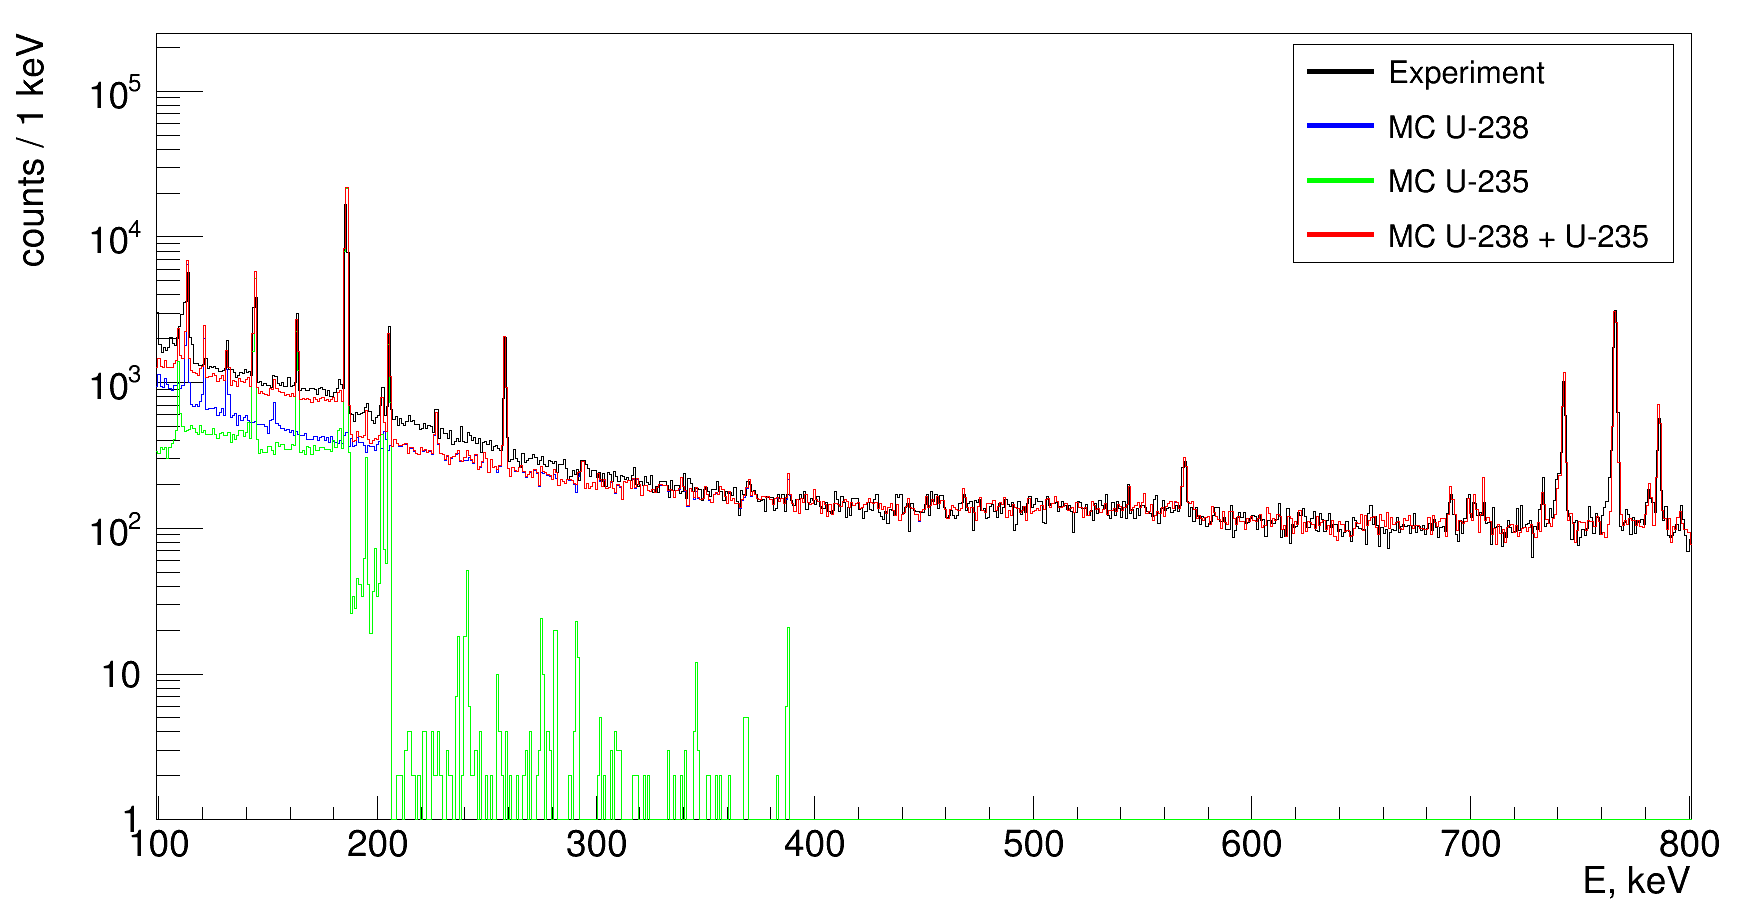 counts / 1 keV
10^5
10^4
10^3
10^2
10
1
100 200 300 400 500 600 700 800
E, keV
Experiment
MC U-238
MC U-235
MC U-238 + U-235